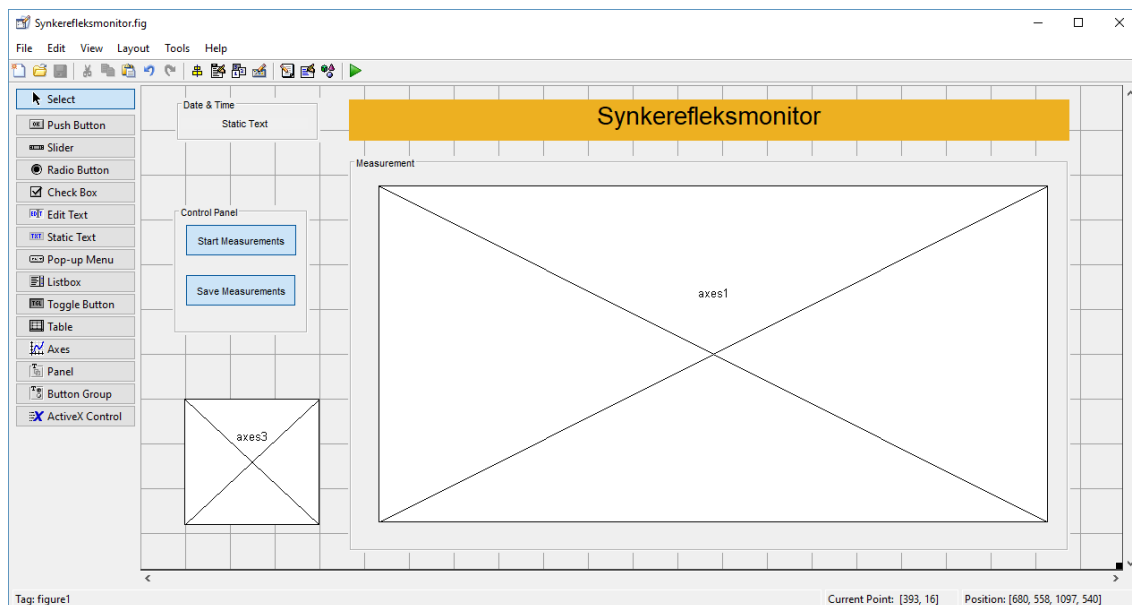 Synkerefleksmonitor.fig
File Edit View Layout Tools Help
Select
Push Button
Slider
Radio Button
Check Box
Edit Text
Static Text
Pop-up Menu
Listbox
Toggle Button
Table
Axes
Panel
Button Group
ActiveX Control
Date & Time
Static Text
Synkerefleksmonitor
Measurement
Control Panel
Start Measurements
Save Measurements
axes1
axes3
Tag: figure1
Current Point: [393, 16]
Position: [680, 558, 1097, 540]